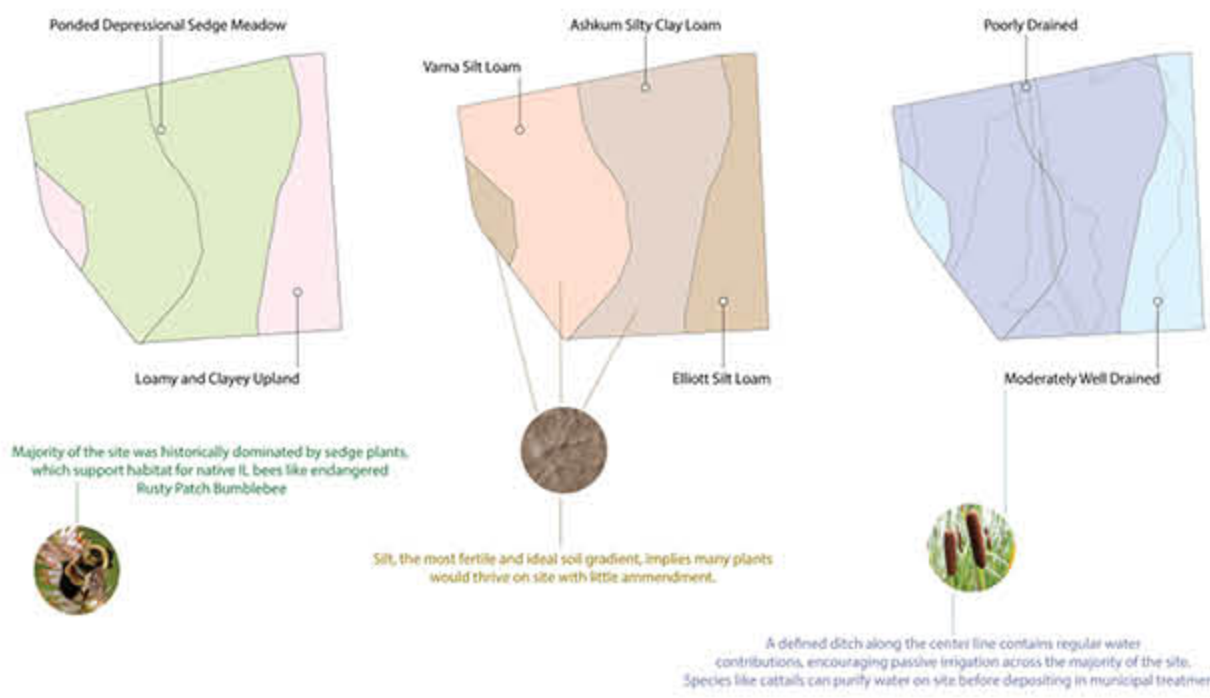 Ponded Depressional Sedge Meadow
Ashkum Silty Clay Loam
Poorly Drained
Varna Silt Loam
Loamy and Clayey Upland
Elliott Silt Loam
Moderately Well Drained
Majority of the site was historically dominated by sedge plants,
which support habitat for native IL bees like endangered
Rusty Patch Bumblebee
Silt, the most fertile and ideal soil gradient, implies many plants
would thrive on site with little ammendment.
A defined ditch along the center line contains regular water
contributions, encouraging passive irrigation across the majority of the site.
Species like cattails can purify water on site before depositing in municipal